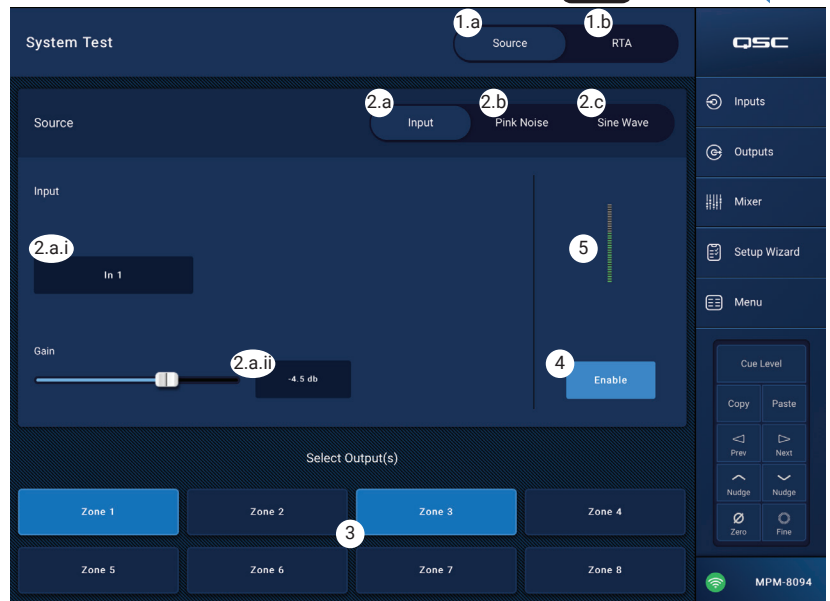 1.a
1.b
System Test
Source
RTA
QSC
2.a
2.b
2.c
Source
Input
Pink Noise
Sine Wave
Inputs
Outputs
Input
Mixer
2.a.i
5
Setup Wizard
In 1
Menu
Gain
2.a.ii
4
-4.5 db
Enable
Cue Level
Copy
Paste
Prev
Next
Select Output(s)
Nudge
Nudge
Zone 1
Zone 2
Zone 3
Zone 4
3
Zero
Fine
Zone 5
Zone 6
Zone 7
Zone 8
MPM-8094